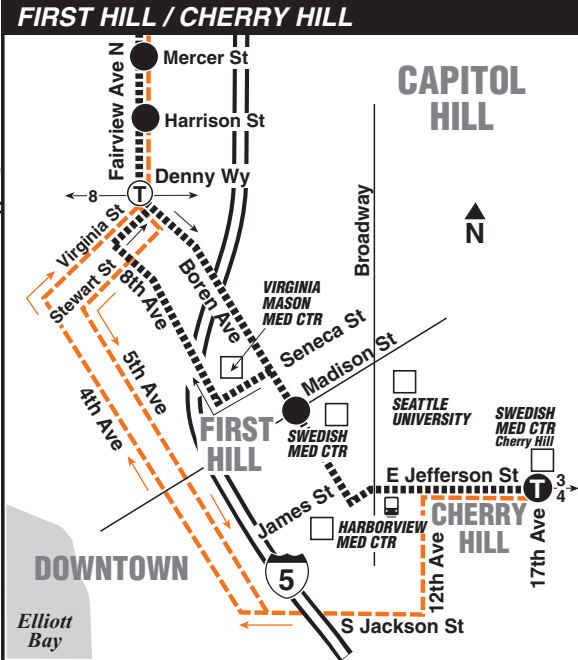 FIRST HILL / CHERRY HILL
Fairview Ave N
Mercer St
CAPITOL
HILL
Harrison St
Denny Wy
8
T
Virginia St
Stewart St
8th Ave
Boren Ave
Broadway
N
VIRGINIA
MASON
MED CTR
Seneca St
Madison St
5th Ave
4th Ave
FIRST
HILL
SWEDISH
MED CTR
SEATTLE
UNIVERSITY
SWEDISH
MED CTR
Cherry Hill
E Jefferson St
T
3
4
James St
HARBORVIEW
MED CTR
CHERRY
HILL
12th Ave
17th Ave
DOWNTOWN
5
Elliott
Bay
S Jackson St